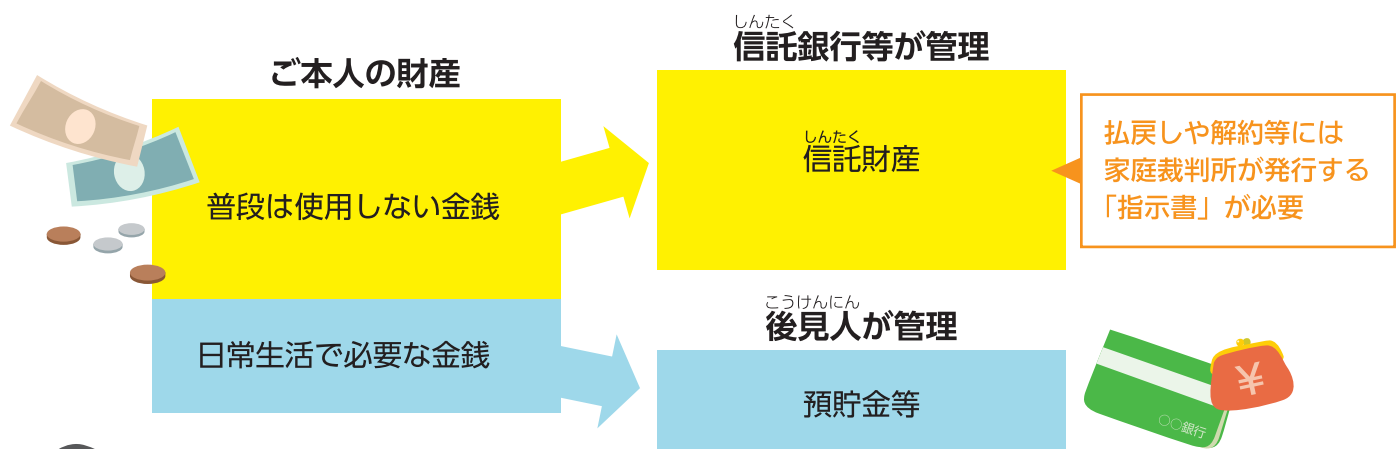 ご本人の財産
普段は使用しない金銭
日常生活で必要な金銭
しんたく
信託銀行等が管理
しんたく
信託財産
払戻しや解約等には
家庭裁判所が発行する
「指示書」が必要
こうけんにん
後見人が管理
預貯金等
¥
○○銀行